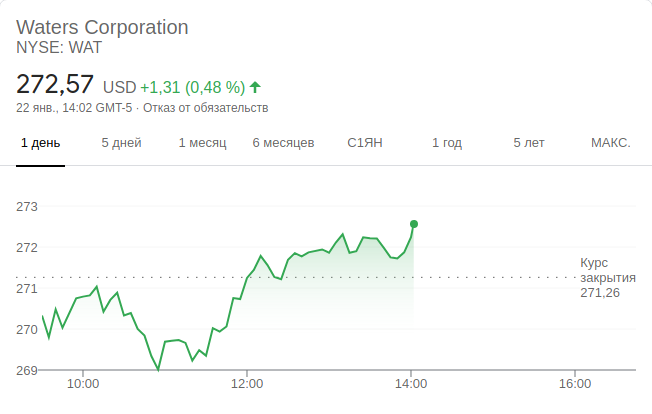 Waters Corporation
NYSE: WAT
272,57 USD +1,31 (0,48 %)
22 янв., 14:02 GMT-5 · Отказ от обязательств
1 день 5 дней 1 месяц 6 месяцев С1ЯН 1 год 5 лет МАКС.
273
272
Курс
закрытия
271,26
271
270
269
10:00 12:00 14:00 16:00